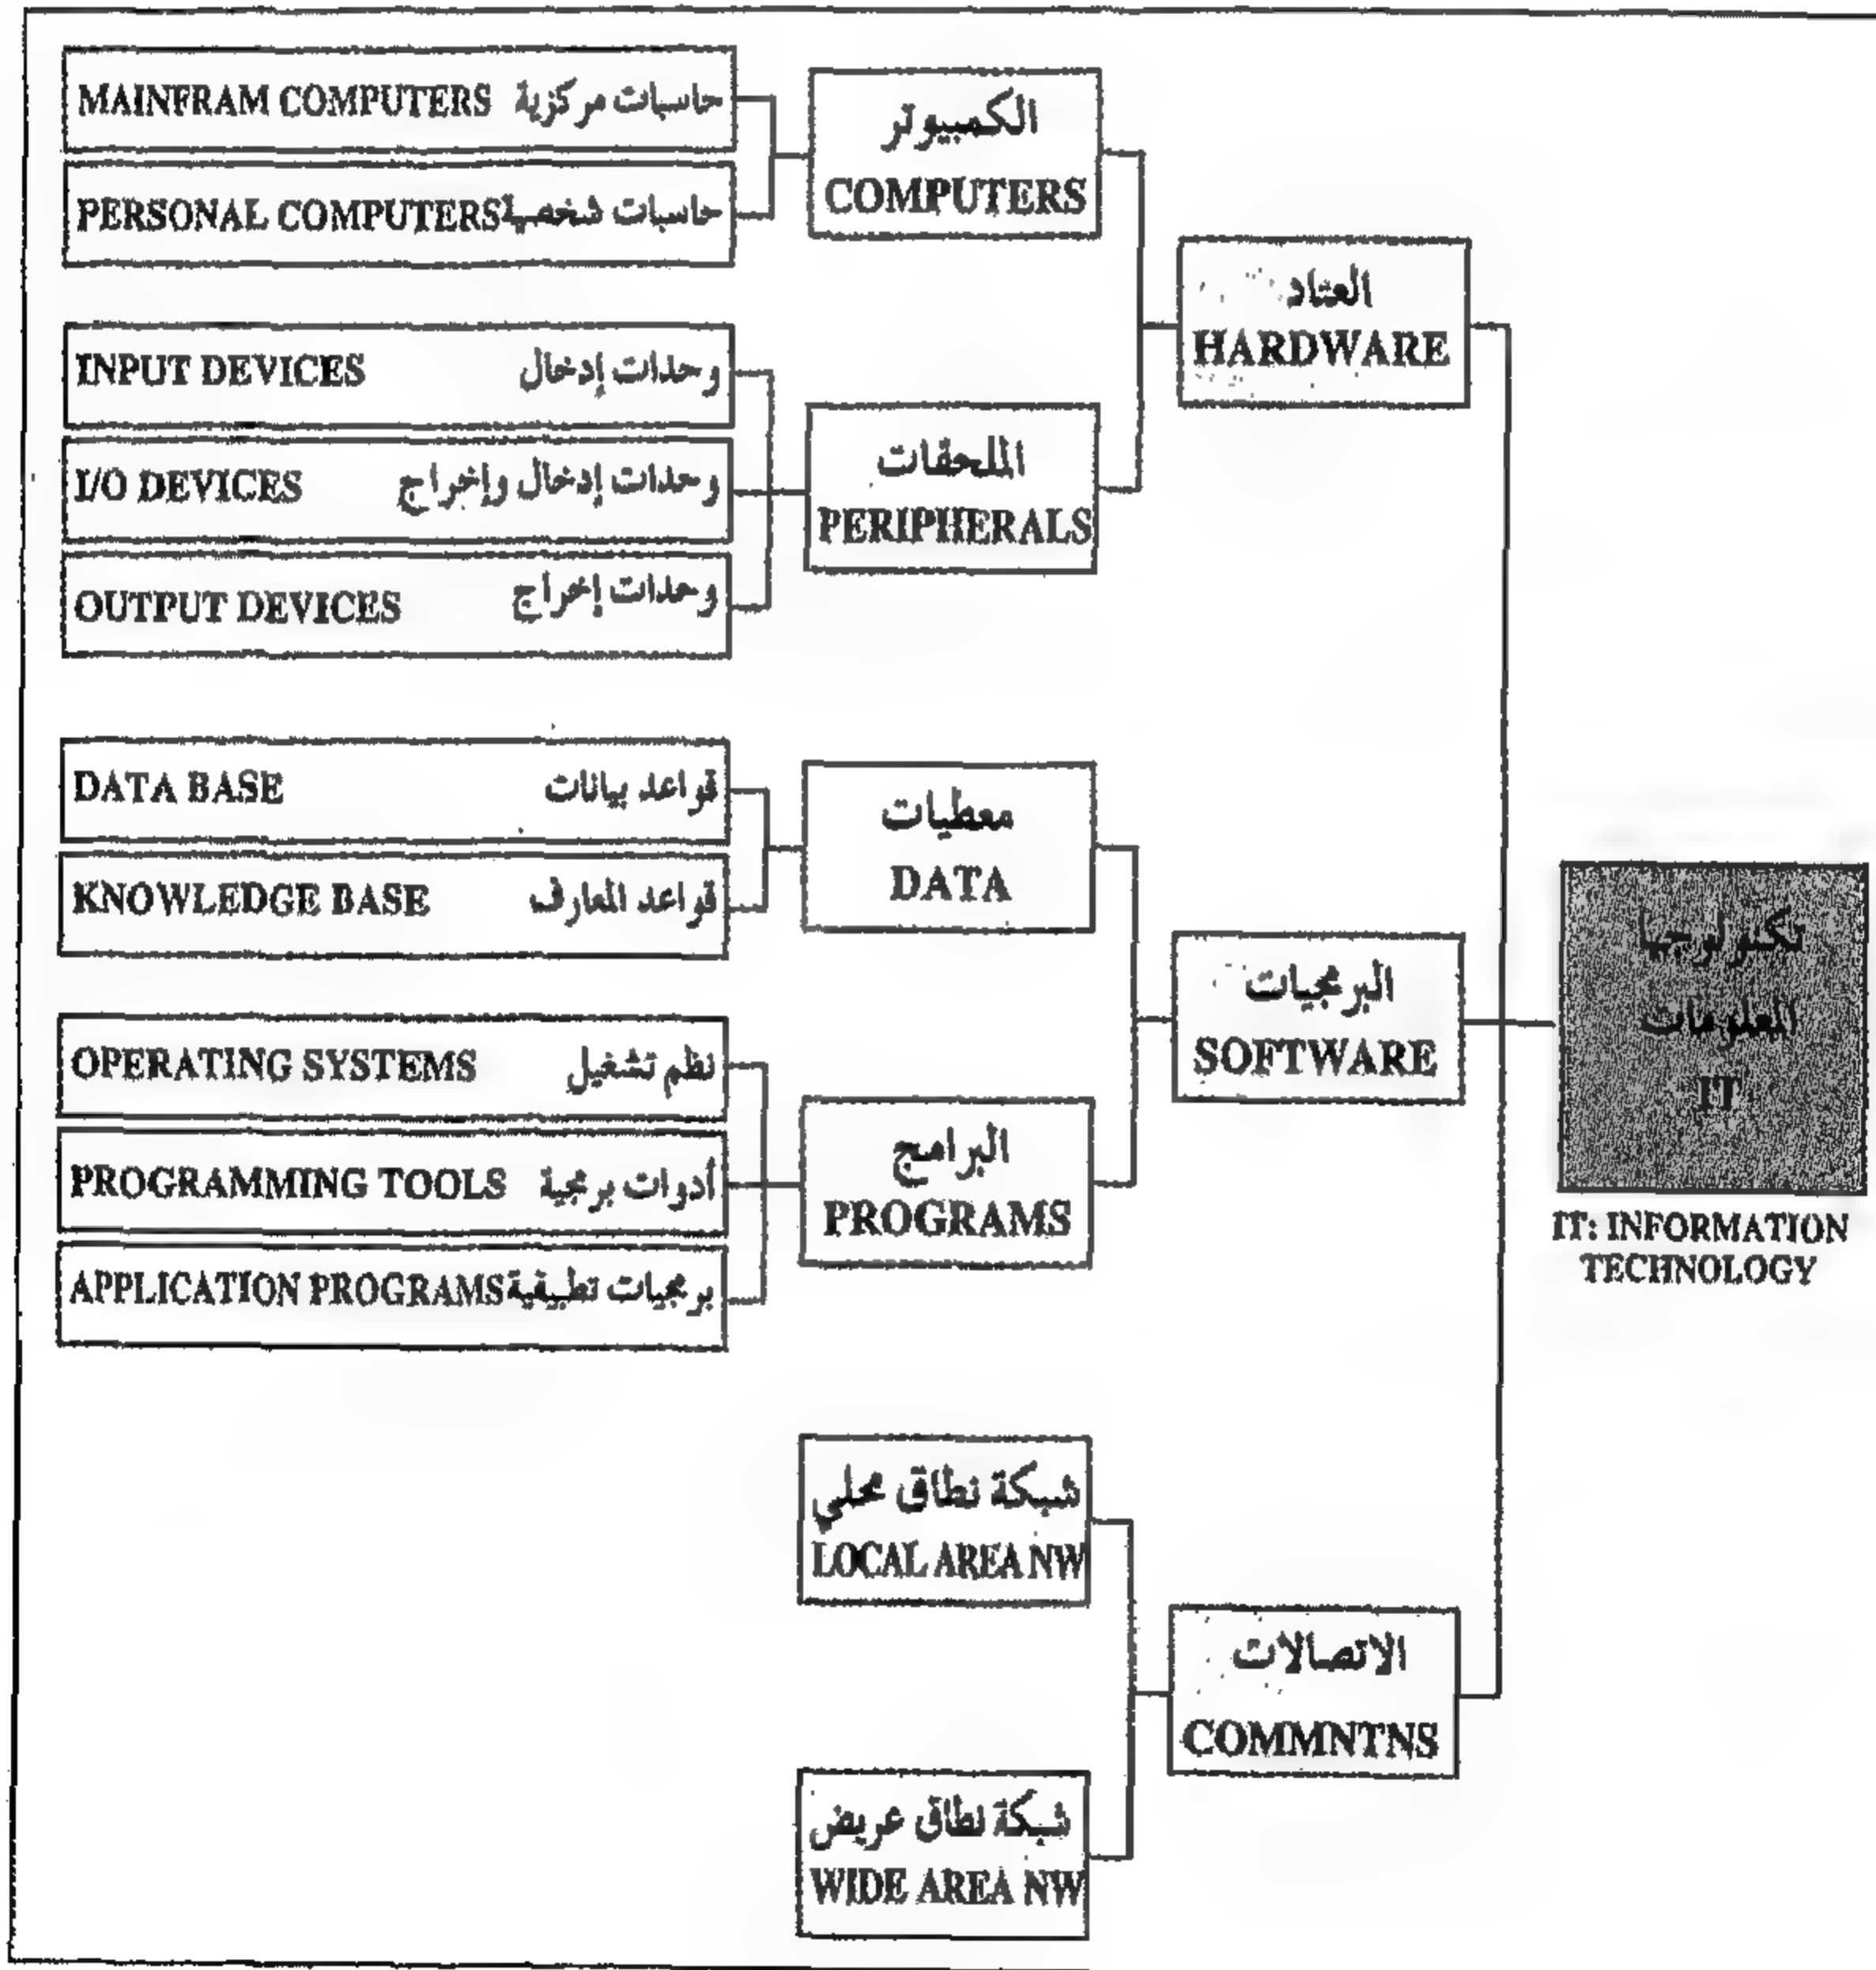 MAINFRAM COMPUTERS حاسبات مركزية
PERSONAL COMPUTERS حاسبات شخصية
الكمبيوتر
COMPUTERS
العتاد
HARDWARE
INPUT DEVICES وحدات إدخال
I/O DEVICES وحدات إدخال وإخراج
OUTPUT DEVICES وحدات إخراج
الملحقات
PERIPHERALS
DATA BASE قواعد بيانات
KNOWLEDGE BASE قواعد المعارف
معطيات
DATA
البرمجيات
SOFTWARE
تكنولوجيا
المعلومات
IT
IT: INFORMATION
TECHNOLOGY
OPERATING SYSTEMS نظم تشغيل
PROGRAMMING TOOLS أدوات برمجية
APPLICATION PROGRAMS برمجيات تطبيقية
البرامج
PROGRAMS
شبكة نطاق محلي
LOCAL AREA NW
الاتصالات
COMMNTNS
شبكة نطاق عريض
WIDE AREA NW